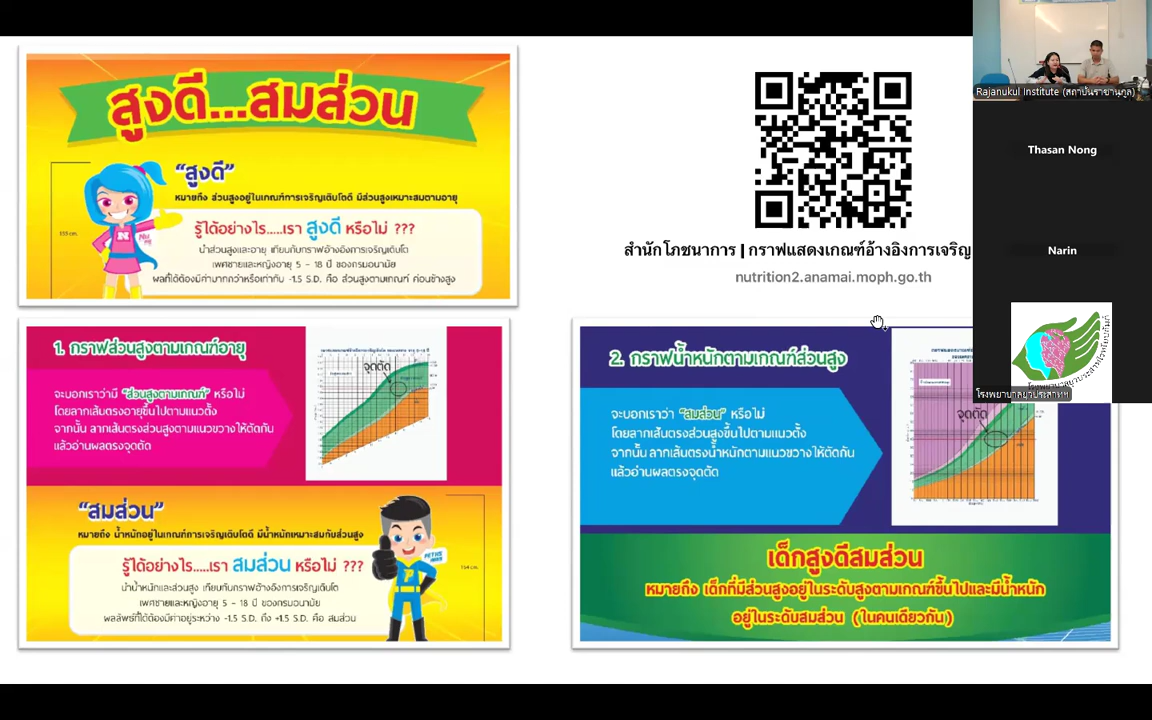 สูงดี...สมส่วน
“สูงดี”
หมายถึง ส่วนสูงอยู่ในเกณฑ์การเจริญเติบโตดี มีส่วนสูงเหมาะสมตามอายุ
รู้ได้อย่างไร.....เรา สูงดี หรือไม่ ???
นำส่วนสูงและอายุ เทียบกับกราฟอ้างอิงการเจริญเติบโต
เพศชายและหญิงอายุ 5 - 18 ปี ของกรมอนามัย
ผลที่ได้ต้องมีค่ามากกว่าหรือเท่ากับ -1.5 S.D. คือ ส่วนสูงตามเกณฑ์ ค่อนข้างสูง
สำนักโภชนาการ | กราฟแสดงเกณฑ์อ้างอิงการเจริญ
nutrition2.anamai.moph.go.th
Rajanukul Institute (สถาบันราชานุกูล)
Thasan Nong
Narin
โรงพยาบาลยุวประสาทฯ
1. กราฟส่วนสูงตามเกณฑ์อายุ
จะบอกเราว่ามี “ส่วนสูงตามเกณฑ์” หรือไม่
โดยลากเส้นตรงอายุขึ้นไปตามแนวตั้ง
จากนั้น ลากเส้นตรงส่วนสูงตามแนวขวางให้ตัดกัน
แล้วอ่านผลตรงจุดตัด
จุดตัด
“สมส่วน”
หมายถึง น้ำหนักอยู่ในเกณฑ์การเจริญเติบโตดี มีน้ำหนักเหมาะสมกับส่วนสูง
รู้ได้อย่างไร.....เรา สมส่วน หรือไม่ ???
นำน้ำหนักและส่วนสูง เทียบกับกราฟอ้างอิงการเจริญเติบโต
เพศชายและหญิงอายุ 5 - 18 ปี ของกรมอนามัย
ผลลัพธ์ที่ได้ต้องมีค่าอยู่ระหว่าง -1.5 S.D. ถึง +1.5 S.D. คือ สมส่วน
154 cm.
2. กราฟน้ำหนักตามเกณฑ์ส่วนสูง
จะบอกเราว่า “สมส่วน” หรือไม่
โดยลากเส้นตรงส่วนสูงขึ้นไปตามแนวตั้ง
จากนั้น ลากเส้นตรงน้ำหนักตามแนวขวางให้ตัดกัน
แล้วอ่านผลตรงจุดตัด
จุดตัด
เด็กสูงดีสมส่วน
หมายถึง เด็กที่มีส่วนสูงอยู่ในระดับสูงตามเกณฑ์ขึ้นไปและมีน้ำหนัก
อยู่ในระดับสมส่วน (ในคนเดียวกัน)